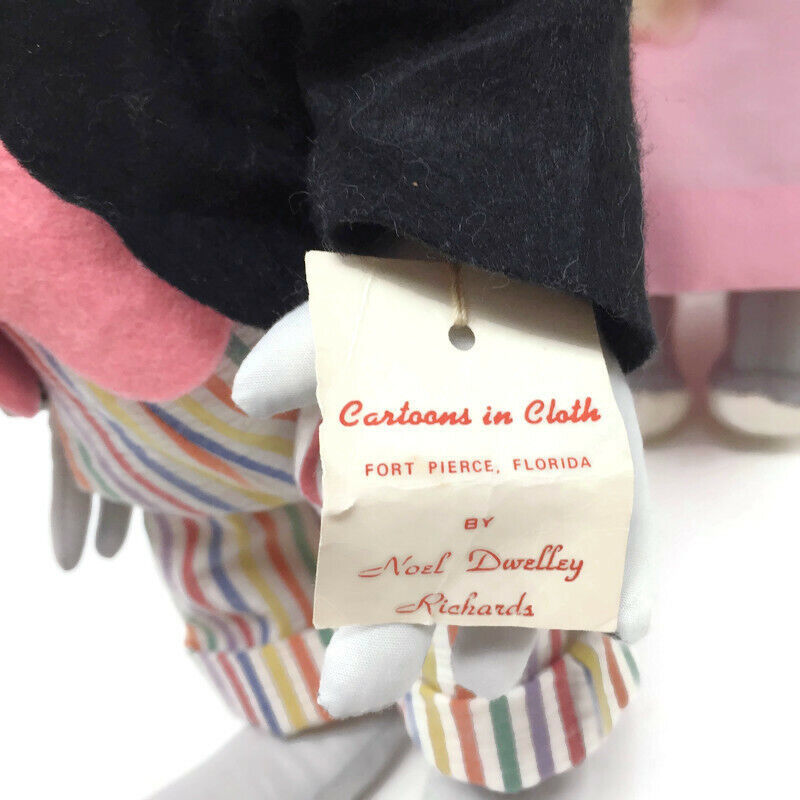 Cartoons in Cloth
FORT PIERCE, FLORIDA
BY
Noel Dwelley
Richards